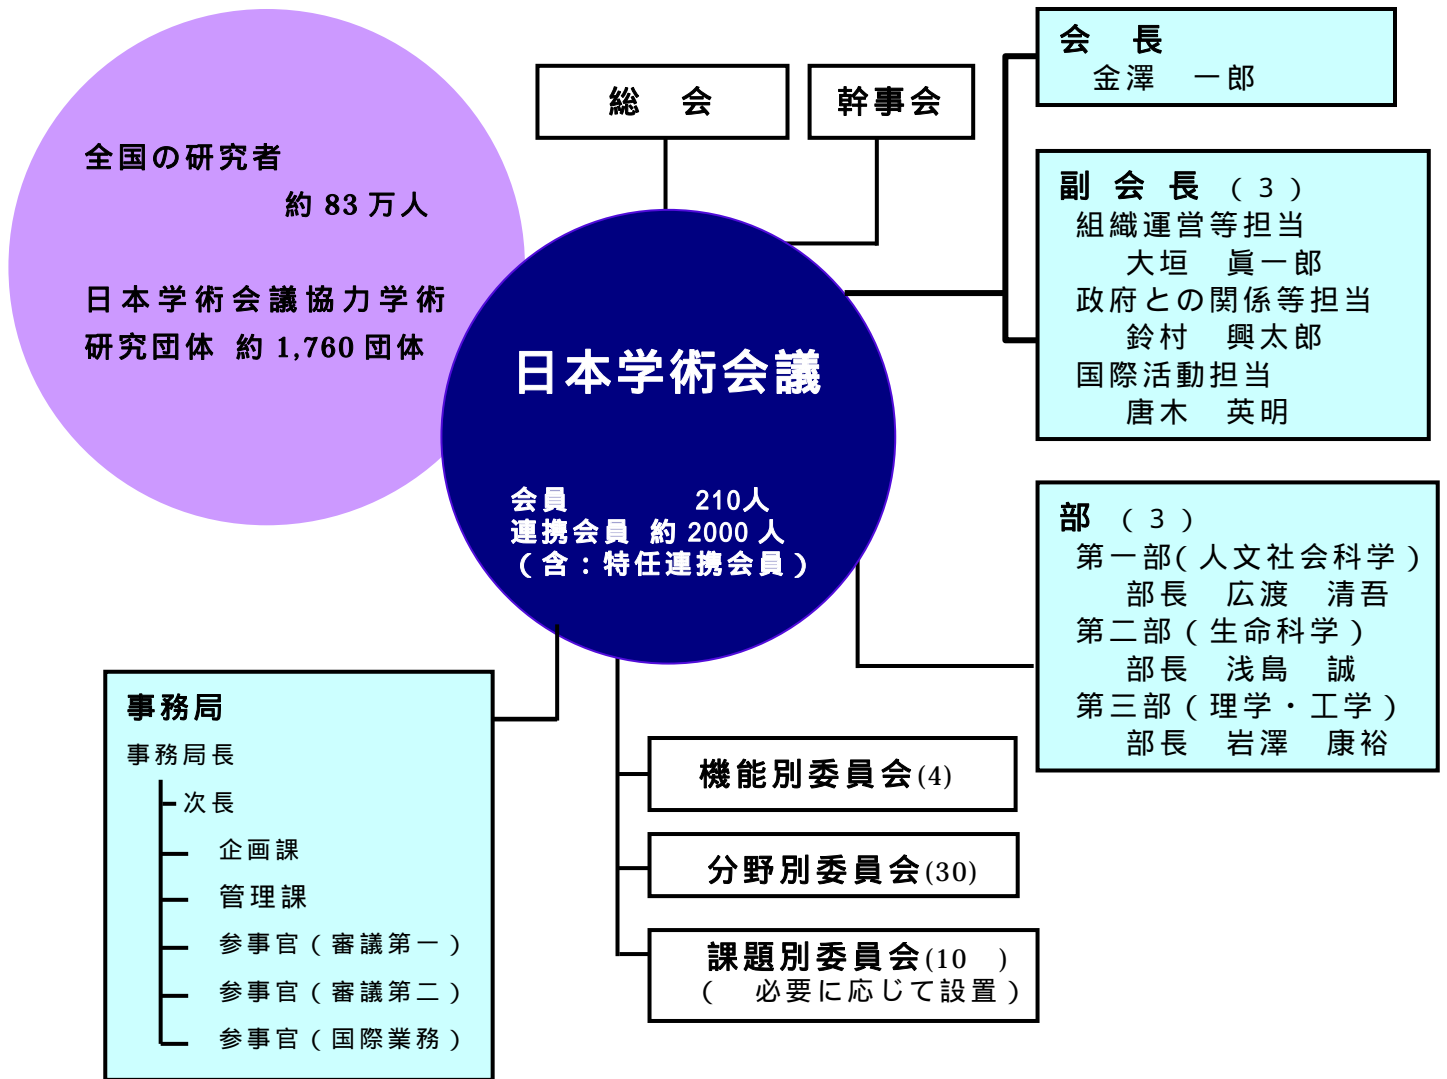 全国の研究者
約 83 万人
日本学術会議協力学術
研究団体 約 1,760 団体
総 会
幹事会
日本学術会議
会員 210人
連携会員 約 2000 人
（含：特任連携会員）
会 長
金澤 一郎
副 会 長 （３）
組織運営等担当
大垣 眞一郎
政府との関係等担当
鈴村 興太郎
国際活動担当
唐木 英明
部 （３）
第一部（人文社会科学）
部長 広渡 清吾
第二部（生命科学）
部長 浅島 誠
第三部（理学・工学）
部長 岩澤 康裕
事務局
事務局長
次長
企画課
管理課
参事官（審議第一）
参事官（審議第二）
参事官（国際業務）
機能別委員会(4)
分野別委員会(30)
課題別委員会(10 )
（ 必要に応じて設置）